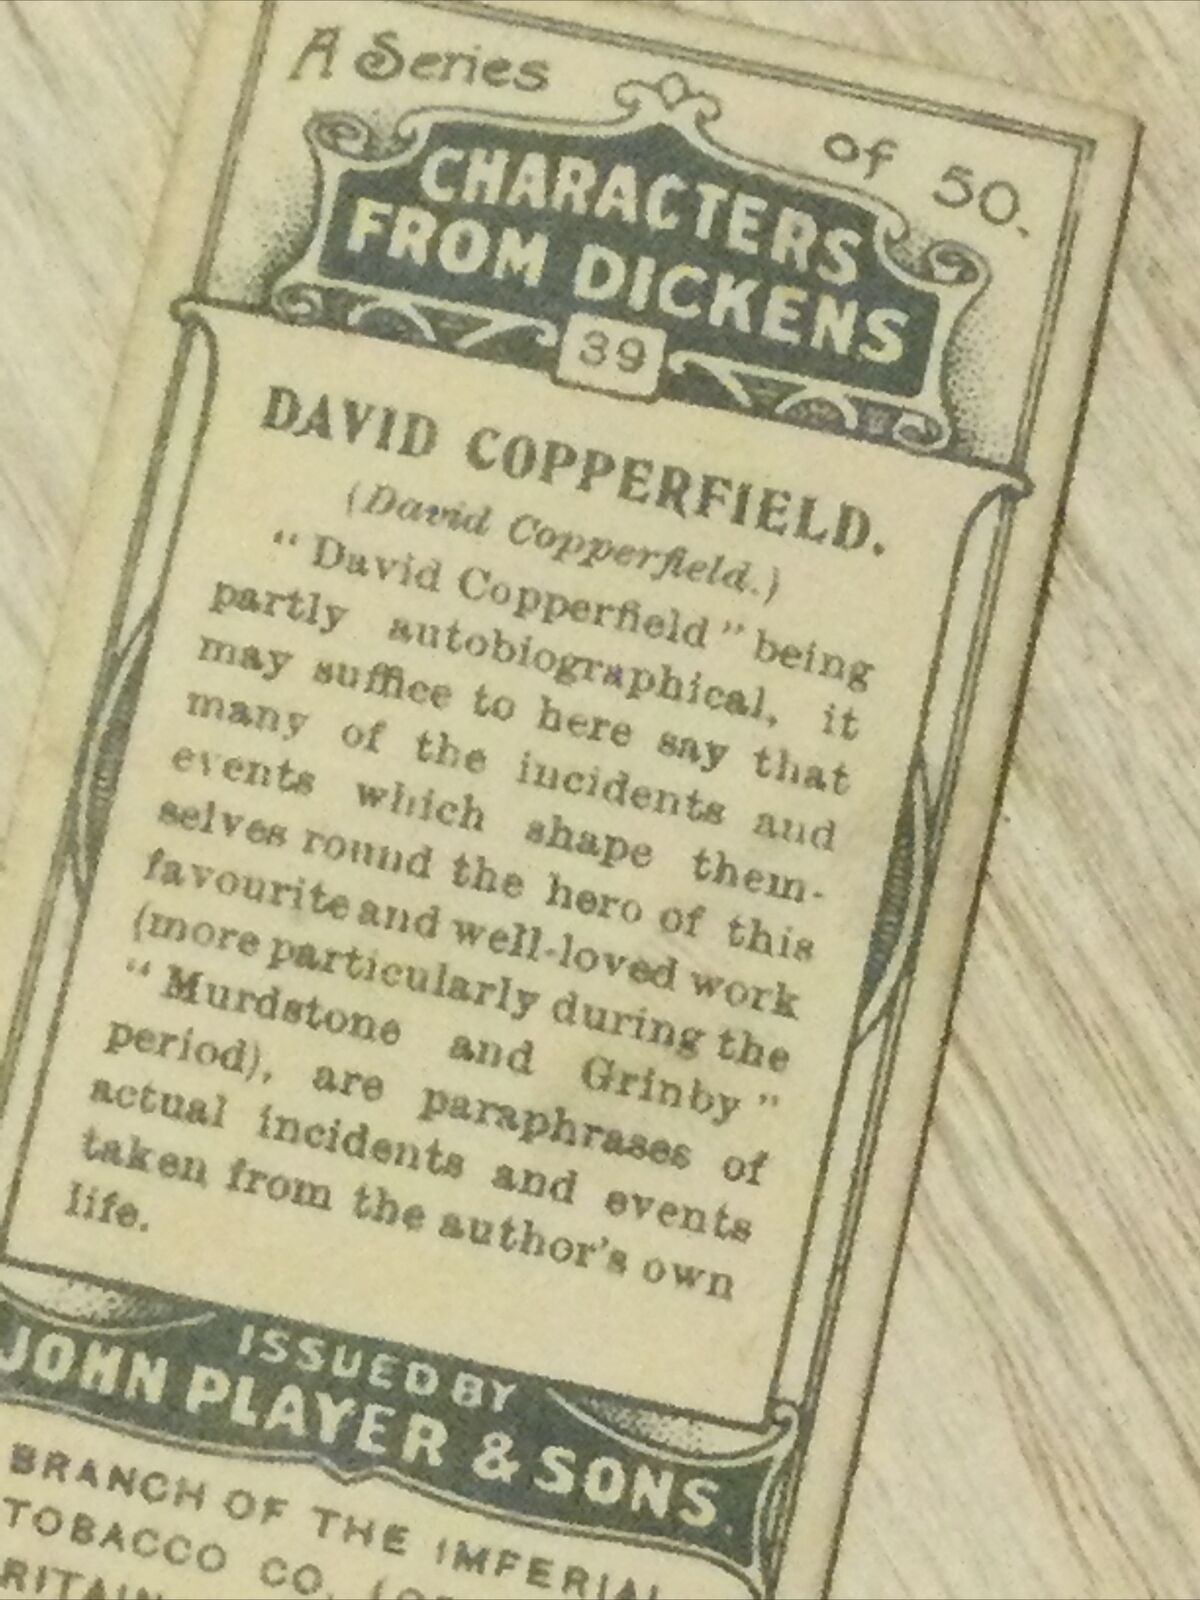 A Series of 50.
CHARACTERS
FROM DICKENS
39
DAVID COPPERFIELD.
(David Copperfield.)
“David Copperfield” being
partly autobiographical, it
may suffice to here say that
many of the incidents and
events which shape them-
selves round the hero of this
favourite and well-loved work
(more particularly during the
“Murdstone and Grinby”
period), are paraphrases of
actual incidents and events
taken from the author's own
life.
ISSUED BY
JOHN PLAYER & SONS.
BRANCH OF THE IMPERIAL
TOBACCO CO.